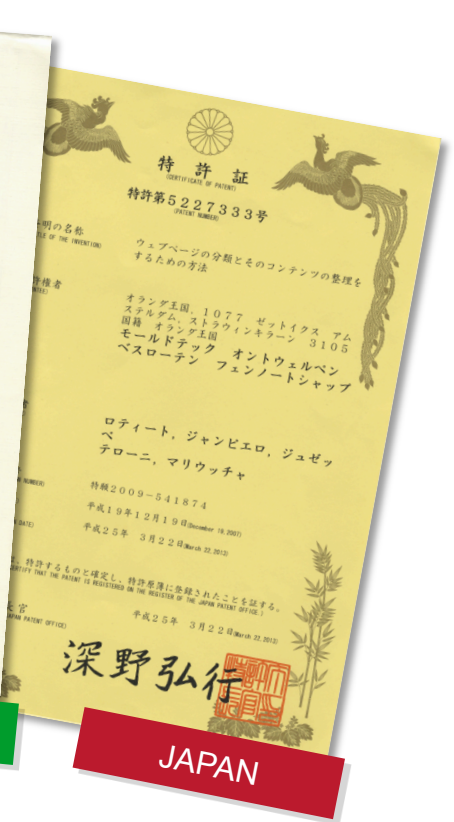 特許証
(CERTIFICATE OF PATENT)
特許第5227333号
(PATENT NUMBER)
明の名称
OF THE INVENTION)
ウェブページの分類とそのコンテンツの整理を
するための方法
許権者
オランダ王国，1077 ゼットイクス アム
ステルダム，ストラウィンキラーン 3105
国籍 オランダ王国
モールドテック オントウェルペン
ベスローテン フェンノートシャップ
ロティート，ジャンピエロ，ジュゼッ
ペ
テローニ，マリウッチャ
NUMBER)
特願2009-541874
DATE)
平成19年12月19日(December 19,2007)
平成25年 3月22日(March 22,2013)
、特許するものと確定し、特許原簿に登録されたことを証する。
THAT THE PATENT IS REGISTERED ON THE REGISTER OF THE JAPAN PATENT OFFICE.)
長官
PATENT OFFICE)
平成25年 3月22日(March 22,2013)
深野弘行
JAPAN